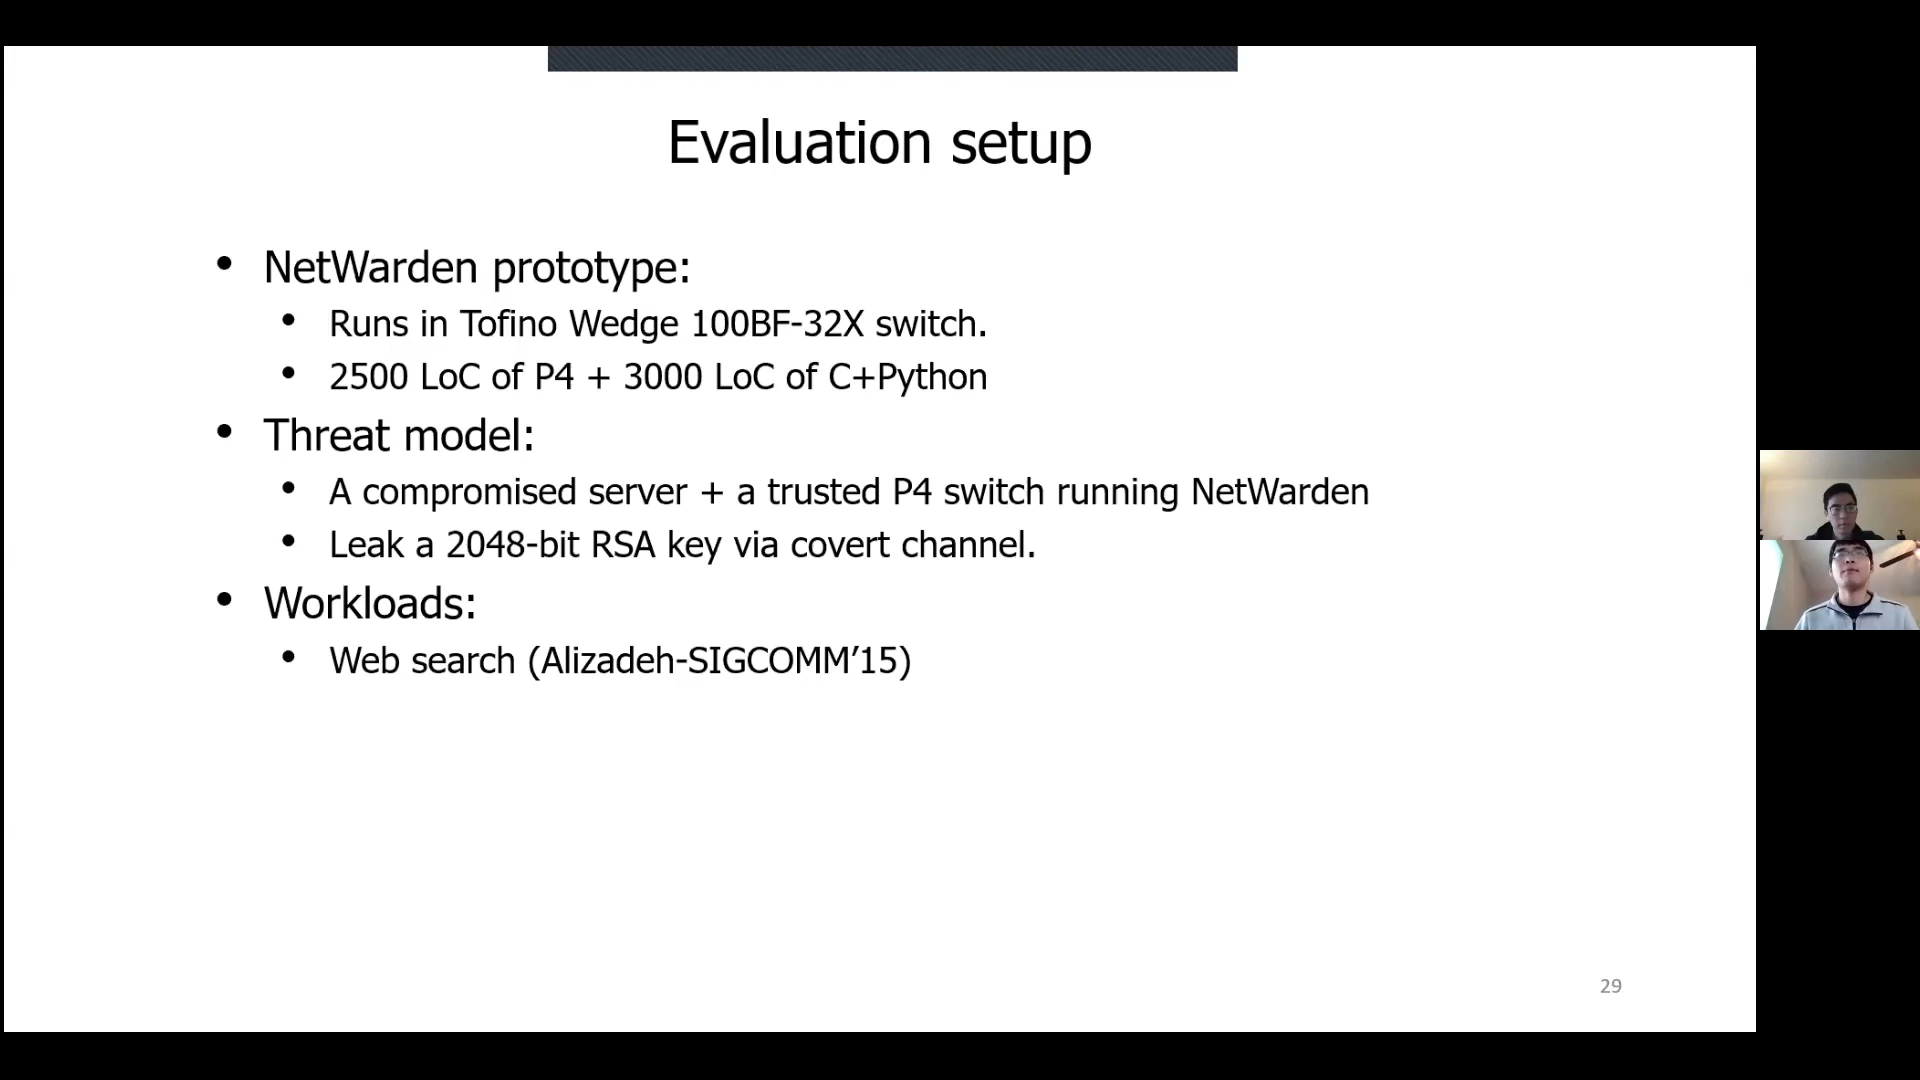 Evaluation setup
• NetWarden prototype:
• Runs in Tofino Wedge 100BF-32X switch.
• 2500 LoC of P4 + 3000 LoC of C+Python
• Threat model:
• A compromised server + a trusted P4 switch running NetWarden
• Leak a 2048-bit RSA key via covert channel.
• Workloads:
• Web search (Alizadeh-SIGCOMM’15)
29